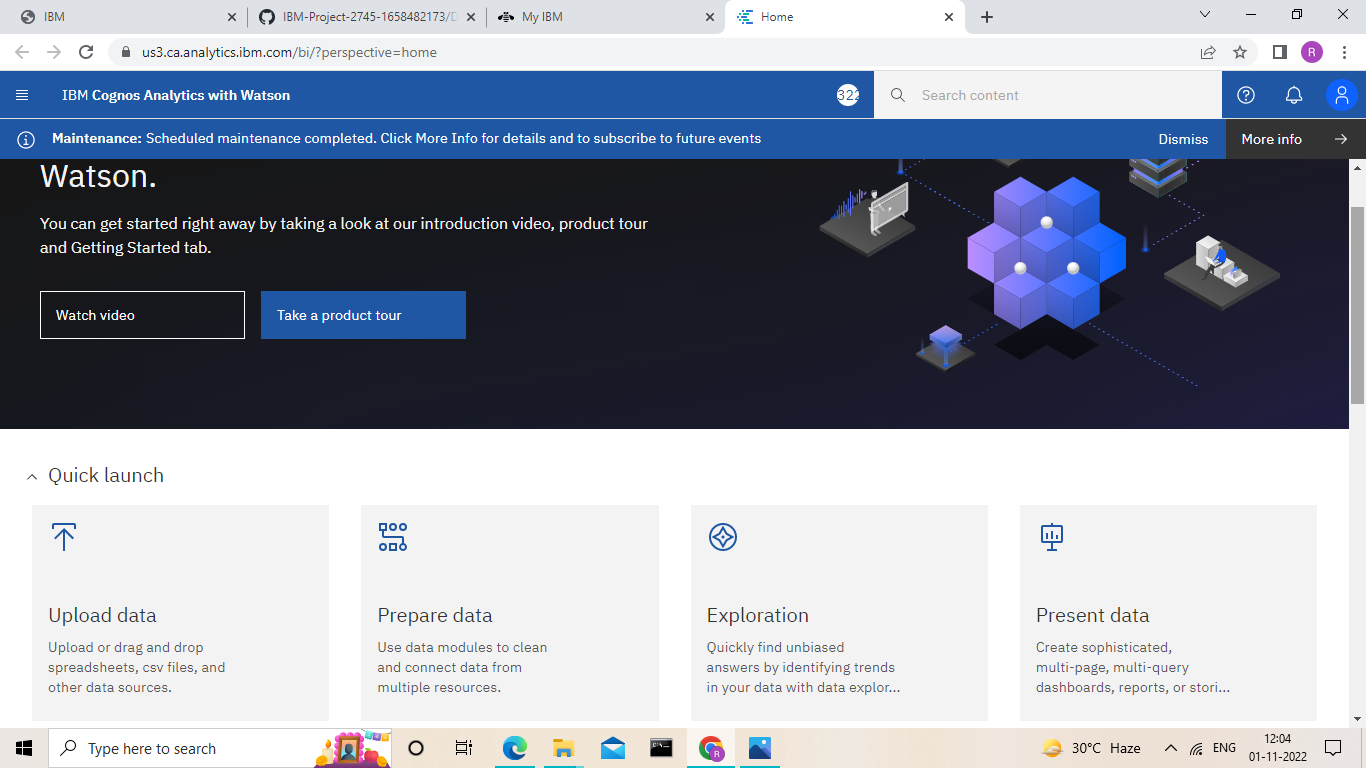 IBM
IBM-Project-2745-1658482173/D
My IBM
Home
us3.ca.analytics.ibm.com/bi/?perspective=home
R
IBM Cognos Analytics with Watson
322
Search content
Maintenance: Scheduled maintenance completed. Click More Info for details and to subscribe to future events
Dismiss
More info
Watson.
You can get started right away by taking a look at our introduction video, product tour
and Getting Started tab.
Watch video
Take a product tour
Quick launch
Upload data
Upload or drag and drop
spreadsheets, csv files, and
other data sources.
Prepare data
Use data modules to clean
and connect data from
multiple resources.
Exploration
Quickly find unbiased
answers by identifying trends
in your data with data explor...
Present data
Create sophisticated,
multi-page, multi-query
dashboards, reports, or stori...
Type here to search
R
30°C Haze
ENG
12:04
01-11-2022